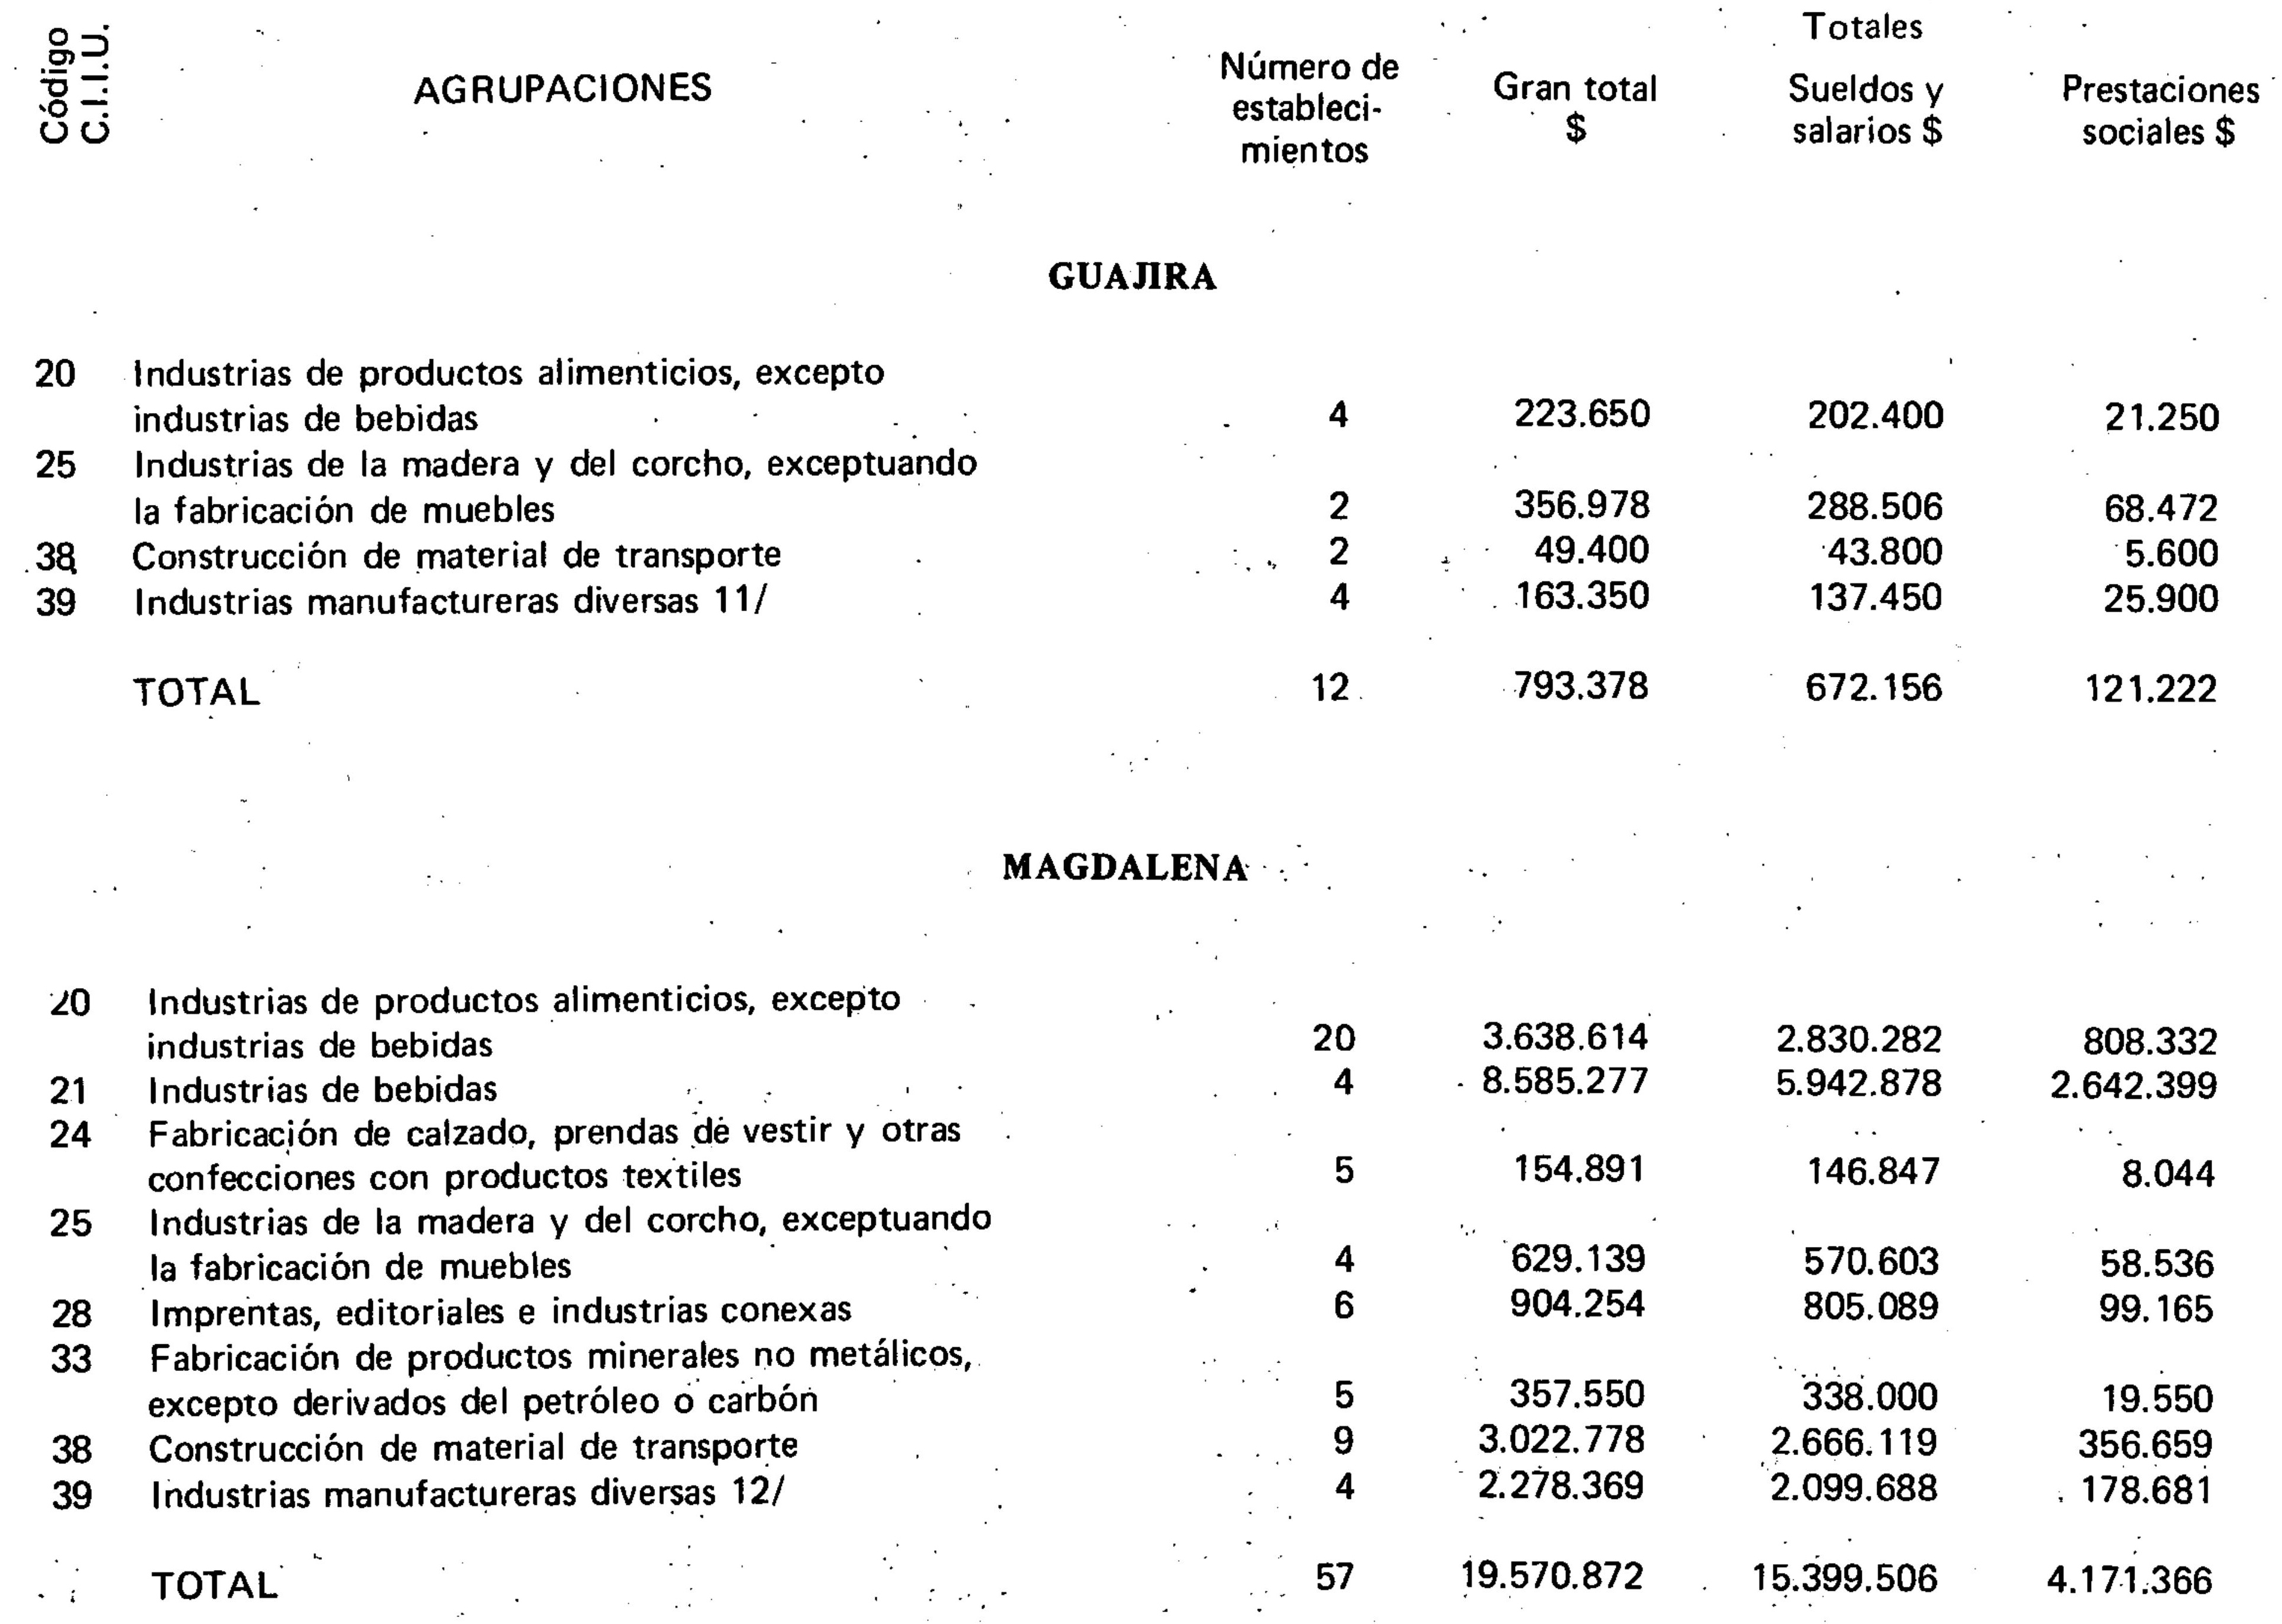 Código C.I.I.U.
AGRUPACIONES
Número de estableci-mientos
Totales
Gran total $
Sueldos y salarios $
Prestaciones sociales $
GUAJIRA
20 Industrias de productos alimenticios, excepto
industrias de bebidas 4 223.650 202.400 21.250
25 Industrias de la madera y del corcho, exceptuando
la fabricación de muebles 2 356.978 288.506 68.472
38 Construcción de material de transporte 2 49.400 43.800 5.600
39 Industrias manufactureras diversas 11/ 4 163.350 137.450 25.900
TOTAL 12 793.378 672.156 121.222
MAGDALENA
20 Industrias de productos alimenticios, excepto
industrias de bebidas 20 3.638.614 2.830.282 808.332
21 Industrias de bebidas 4 8.585.277 5.942.878 2.642.399
24 Fabricación de calzado, prendas de vestir y otras
confecciones con productos textiles 5 154.891 146.847 8.044
25 Industrias de la madera y del corcho, exceptuando
la fabricación de muebles 4 629.139 570.603 58.536
28 Imprentas, editoriales e industrias conexas 6 904.254 805.089 99.165
33 Fabricación de productos minerales no metálicos,
excepto derivados del petróleo o carbón 5 357.550 338.000 19.550
38 Construcción de material de transporte 9 3.022.778 2.666.119 356.659
39 Industrias manufactureras diversas 12/ 4 2.278.369 2.099.688 178.681
TOTAL 57 19.570.872 15.399.506 4.171.366